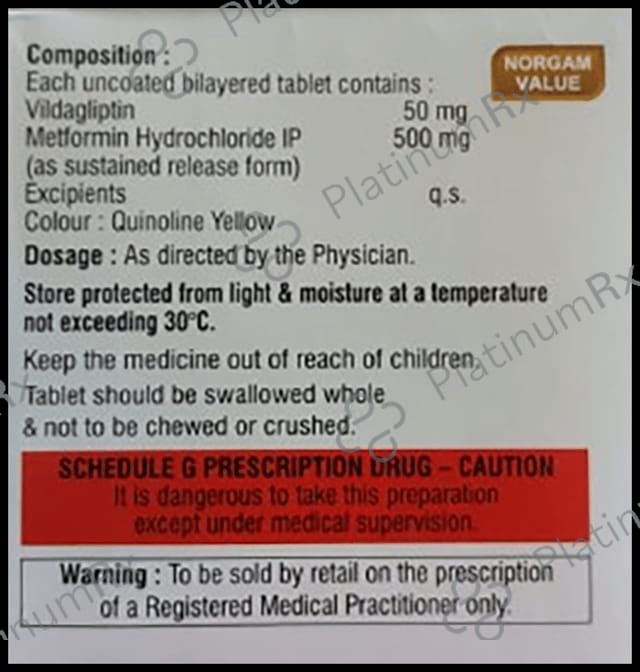 Composition :
NORGAM
VALUE
Each uncoated bilayered tablet contains :
Vildagliptin 50 mg
Metformin Hydrochloride IP 500 mg
(as sustained release form)
Excipients q.s.
Colour : Quinoline Yellow
Dosage : As directed by the Physician.
Store protected from light & moisture at a temperature
not exceeding 30°C.
Keep the medicine out of reach of children.
Tablet should be swallowed whole
& not to be chewed or crushed.
SCHEDULE G PRESCRIPTION DRUG – CAUTION
It is dangerous to take this preparation
except under medical supervision.
Warning : To be sold by retail on the prescription
of a Registered Medical Practitioner only.
PlatinumRx
PlatinumRx